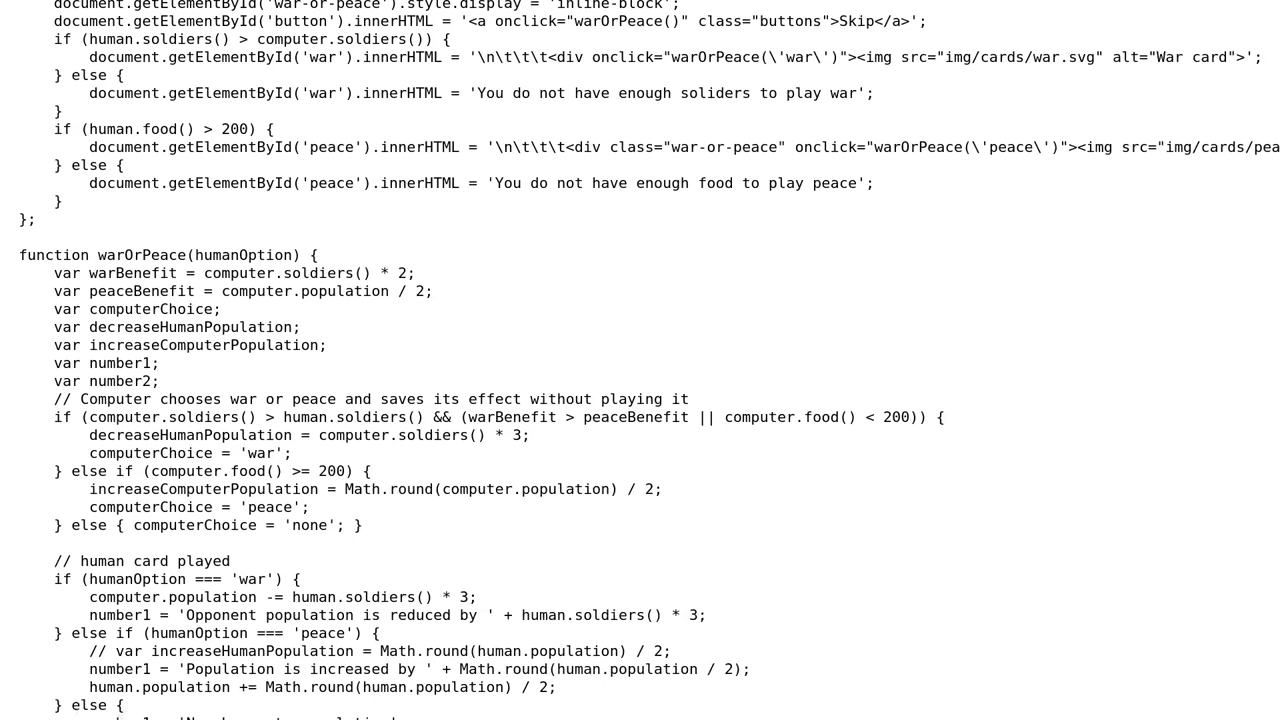 document.getElementById('war-or-peace').style.display = 'inline-block';
    document.getElementById('button').innerHTML = '<a onclick="warOrPeace()" class="buttons">Skip</a>';
    if (human.soldiers() > computer.soldiers()) {
        document.getElementById('war').innerHTML = '\n\t\t\t<div onclick="warOrPeace(\'war\')"><img src="img/cards/war.svg" alt="War card">';
    } else {
        document.getElementById('war').innerHTML = 'You do not have enough soliders to play war';
    }
    if (human.food() > 200) {
        document.getElementById('peace').innerHTML = '\n\t\t\t<div class="war-or-peace" onclick="warOrPeace(\'peace\')"><img src="img/cards/pea
    } else {
        document.getElementById('peace').innerHTML = 'You do not have enough food to play peace';
    }
};

function warOrPeace(humanOption) {
    var warBenefit = computer.soldiers() * 2;
    var peaceBenefit = computer.population / 2;
    var computerChoice;
    var decreaseHumanPopulation;
    var increaseComputerPopulation;
    var number1;
    var number2;
    // Computer chooses war or peace and saves its effect without playing it
    if (computer.soldiers() > human.soldiers() && (warBenefit > peaceBenefit || computer.food() < 200)) {
        decreaseHumanPopulation = computer.soldiers() * 3;
        computerChoice = 'war';
    } else if (computer.food() >= 200) {
        increaseComputerPopulation = Math.round(computer.population) / 2;
        computerChoice = 'peace';
    } else { computerChoice = 'none'; }

    // human card played
    if (humanOption === 'war') {
        computer.population -= human.soldiers() * 3;
        number1 = 'Opponent population is reduced by ' + human.soldiers() * 3;
    } else if (humanOption === 'peace') {
        // var increaseHumanPopulation = Math.round(human.population) / 2;
        number1 = 'Population is increased by ' + Math.round(human.population / 2);
        human.population += Math.round(human.population) / 2;
    } else {